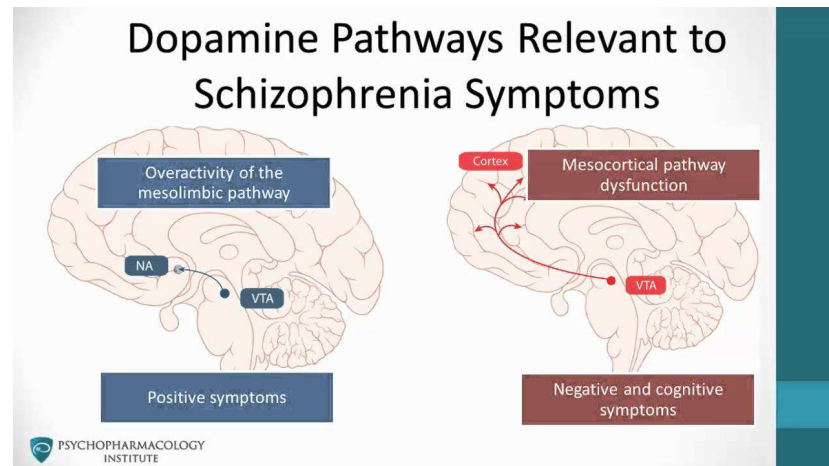 Dopamine Pathways Relevant to
Schizophrenia Symptoms
Overactivity of the
mesolimbic pathway
NA
VTA
Positive symptoms
Cortex
Mesocortical pathway
dysfunction
VTA
Negative and cognitive
symptoms
PSYCHOPHARMACOLOGY
INSTITUTE